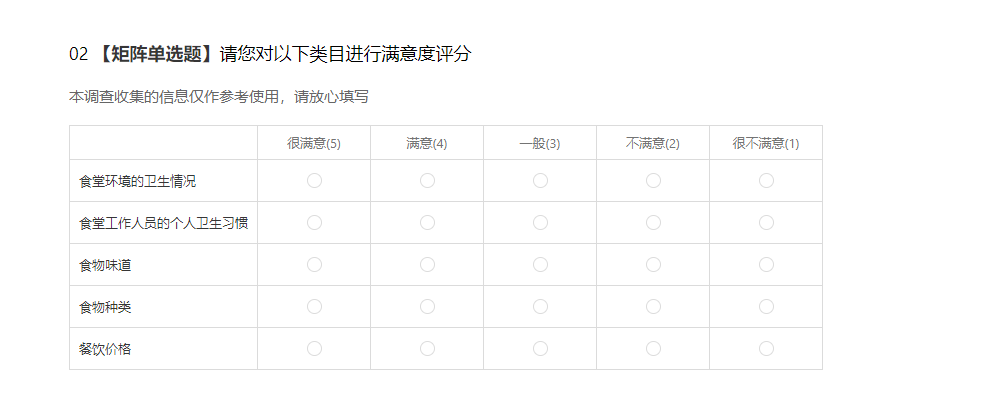 02 【矩阵单选题】请您对以下类目进行满意度评分
本调查收集的信息仅作参考使用，请放心填写
很满意(5) 满意(4) 一般(3) 不满意(2) 很不满意(1)
食堂环境的卫生情况
食堂工作人员的个人卫生习惯
食物味道
食物种类
餐饮价格